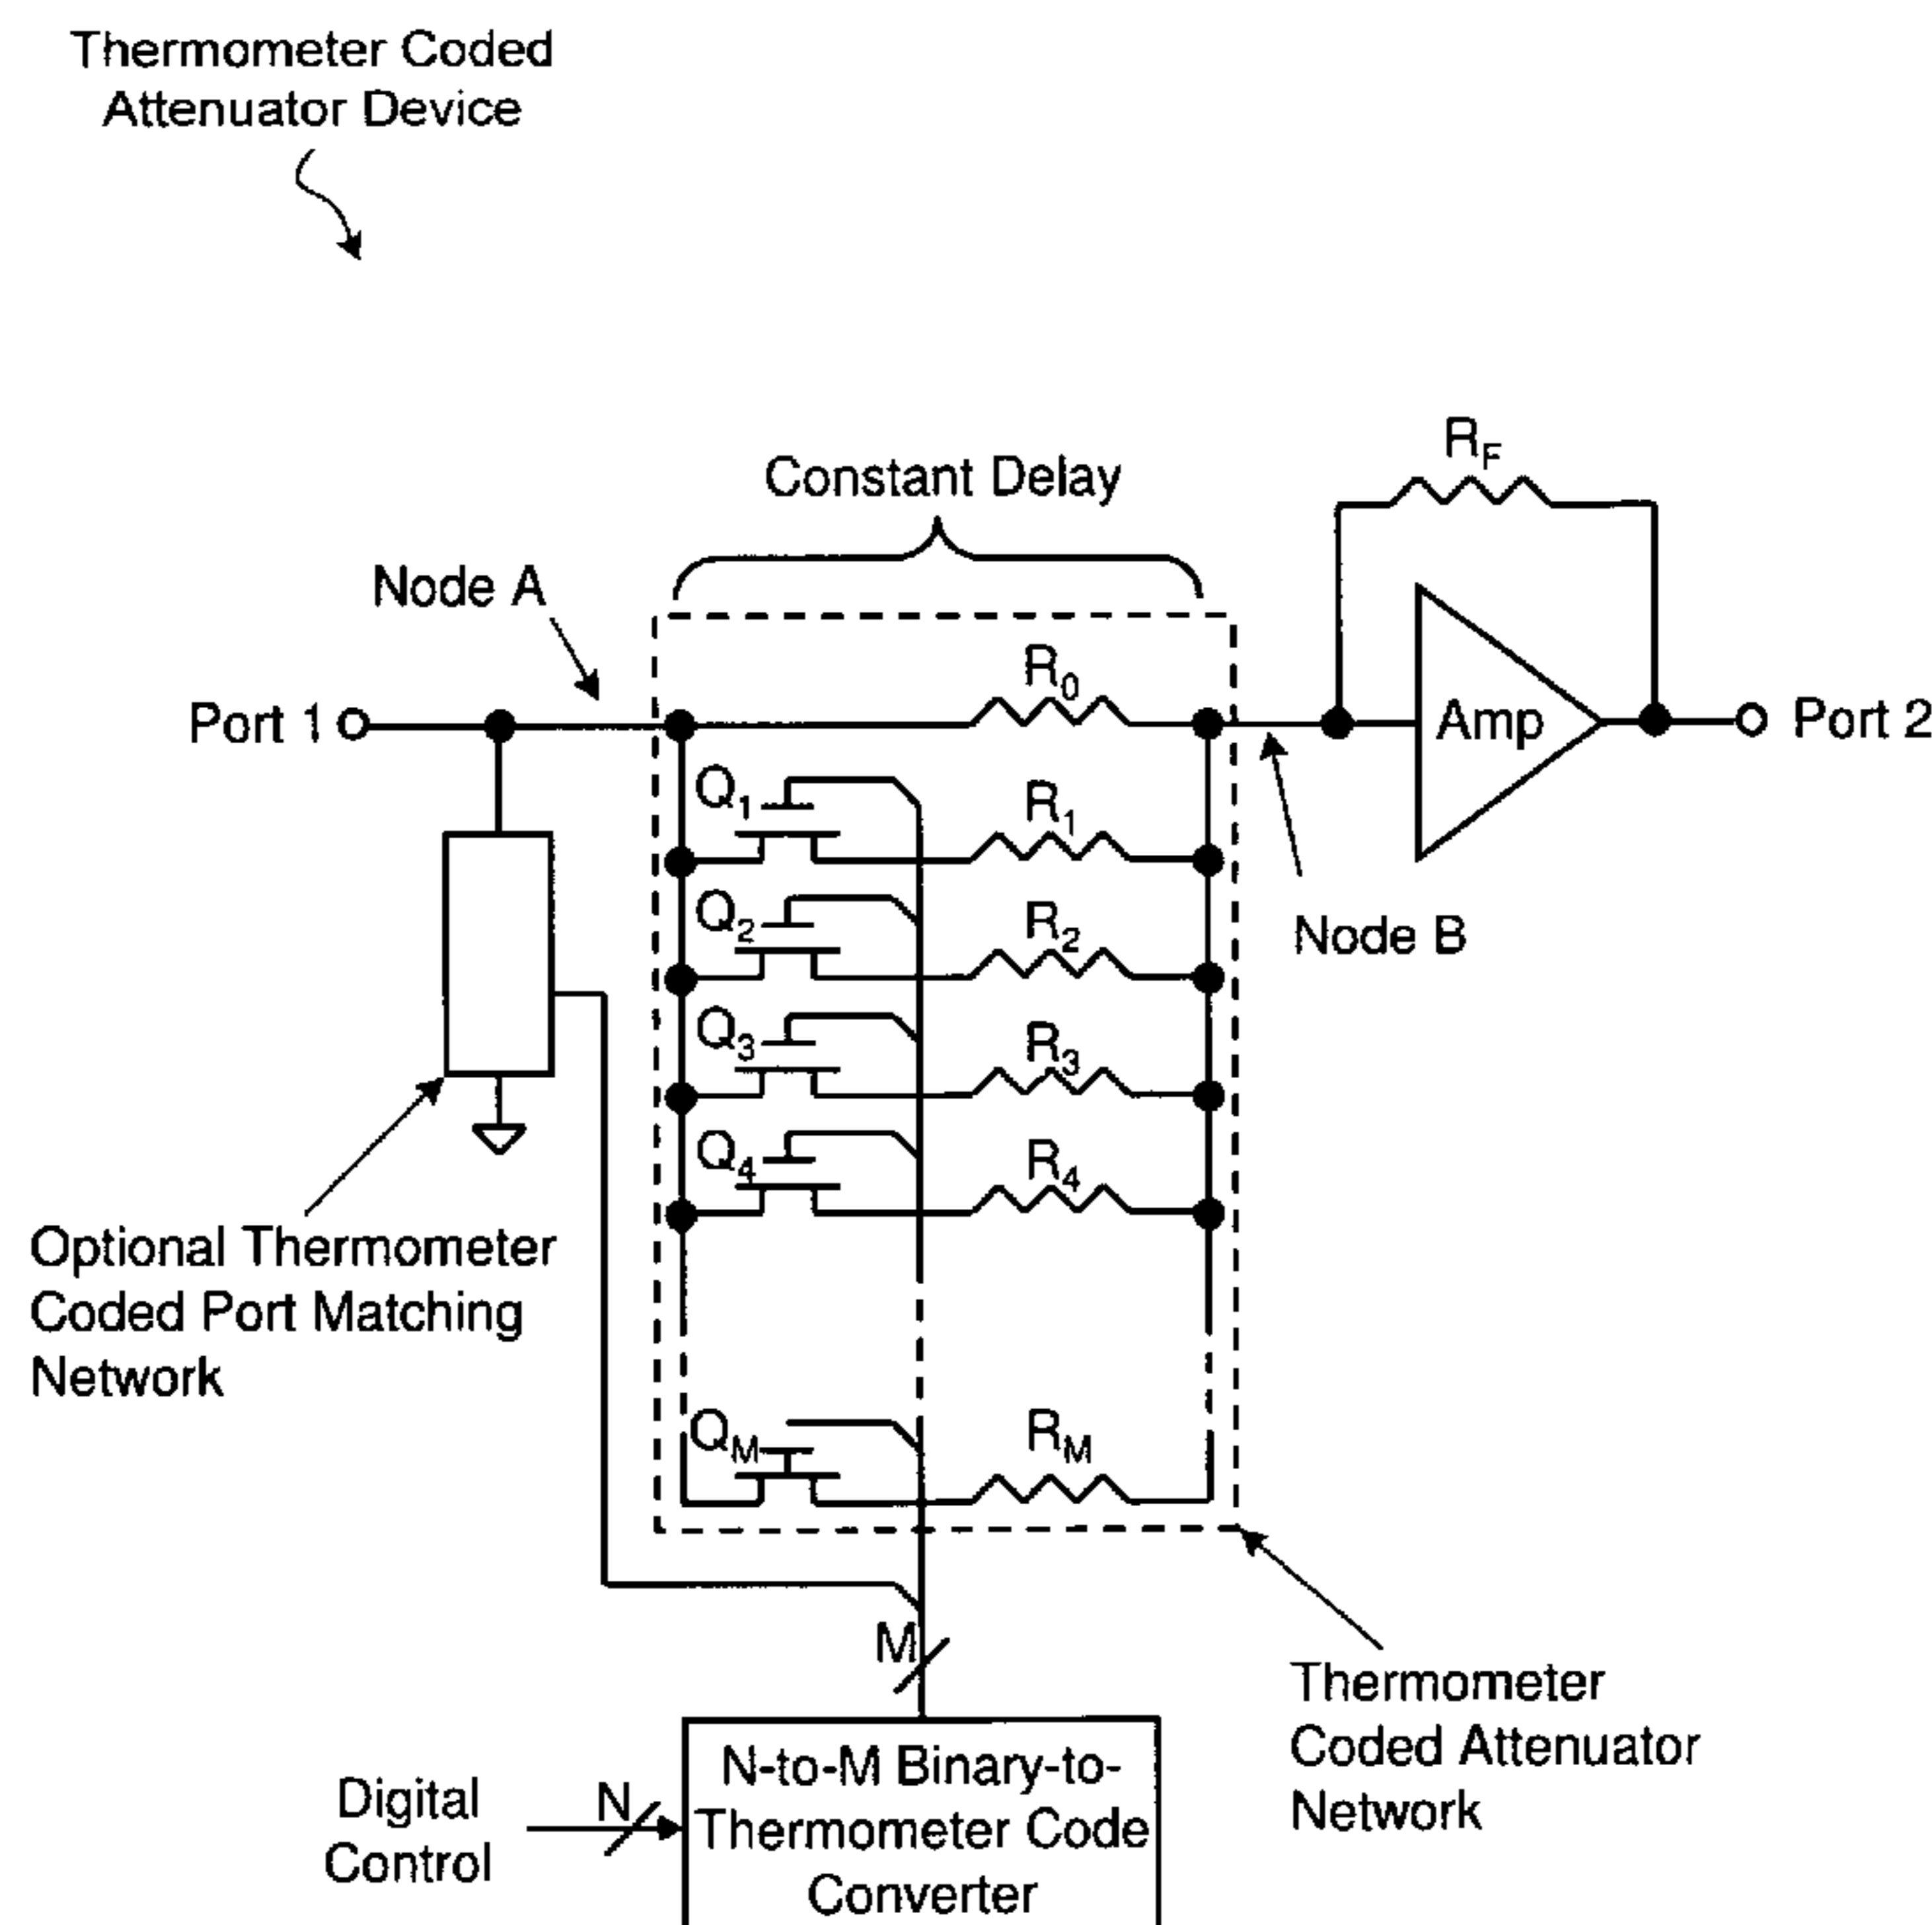 Thermometer Coded
Attenuator Device
R_F
Constant Delay
Node A
R_0
Port 1
Amp
Port 2
Q_1
R_1
Q_2
R_2
Node B
Q_3
R_3
Q_4
R_4
Optional Thermometer
Coded Port Matching
Network
Q_M
R_M
M
Thermometer
Coded Attenuator
Network
Digital
Control
N
N-to-M Binary-to-
Thermometer Code
Converter